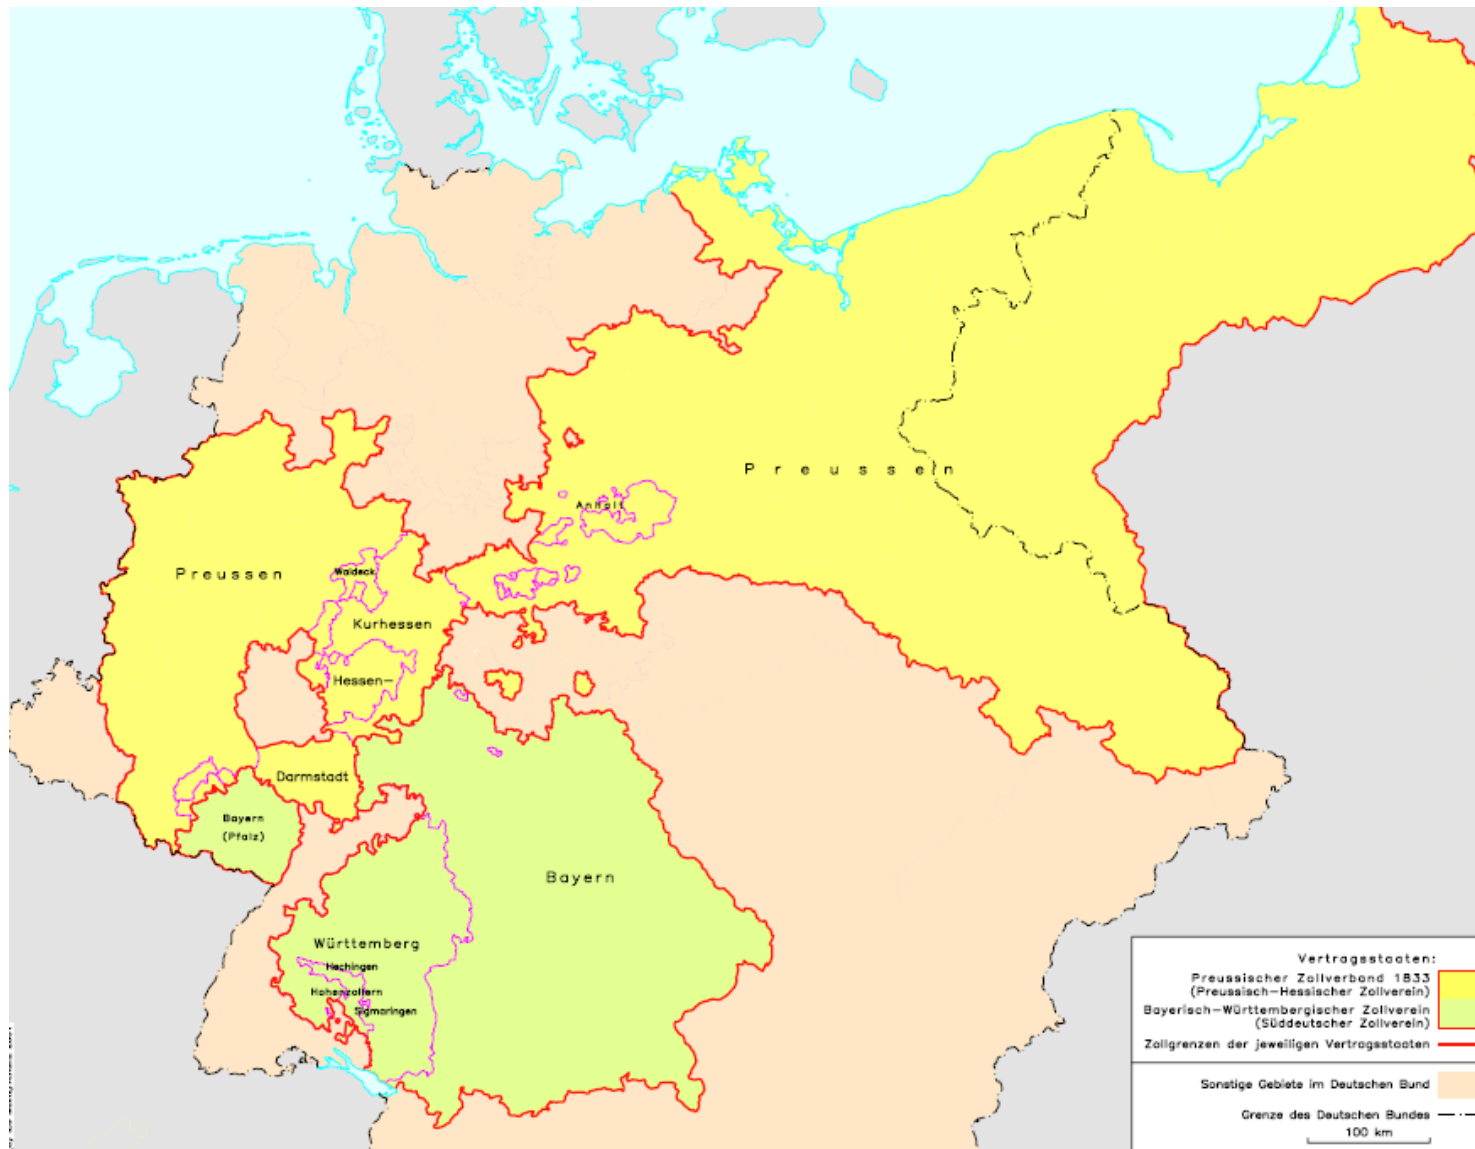 Preussen
Anhalt
Preussen
Waldeck
Kurhessen
Hessen-
Darmstadt
Bayern
(Pfalz)
Bayern
Württemberg
Hechingen
Hohenzollern
Sigmaringen
Vertragsstaaten:
Preussischer Zollverband 1833
(Preussisch-Hessischer Zollverein)
Bayerisch-Württembergischer Zollverein
(Süddeutscher Zollverein)
Zollgrenzen der jeweiligen Vertragsstaaten
Sonstige Gebiete im Deutschen Bund
Grenze des Deutschen Bundes
100 km